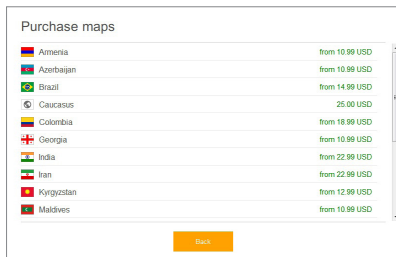 Purchase maps
Armenia from 10.99 USD
Azerbaijan from 10.99 USD
Brazil from 14.99 USD
Caucasus 25.00 USD
Colombia from 18.99 USD
Georgia from 10.99 USD
India from 22.99 USD
Iran from 22.99 USD
Kyrgyzstan from 12.99 USD
Maldives from 10.99 USD
Back